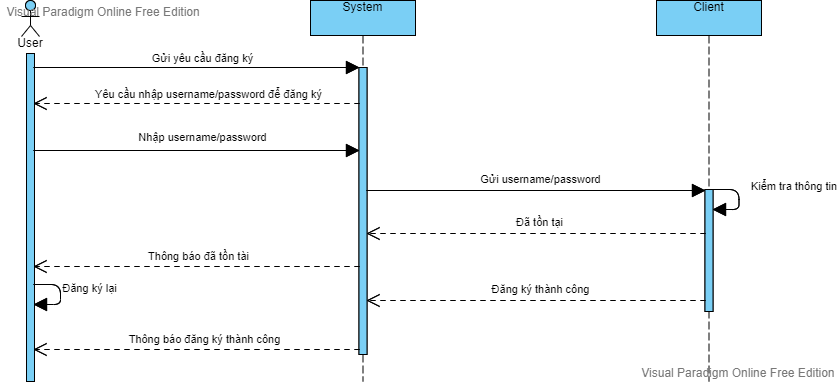 Visual Paradigm Online Free Edition
User
System
Client
Gửi yêu cầu đăng ký
Yêu cầu nhập username/password để đăng ký
Nhập username/password
Gửi username/password
Kiểm tra thông tin
Đã tồn tại
Thông báo đã tồn tài
Đăng ký lại
Đăng ký thành công
Thông báo đăng ký thành công
Visual Paradigm Online Free Edition